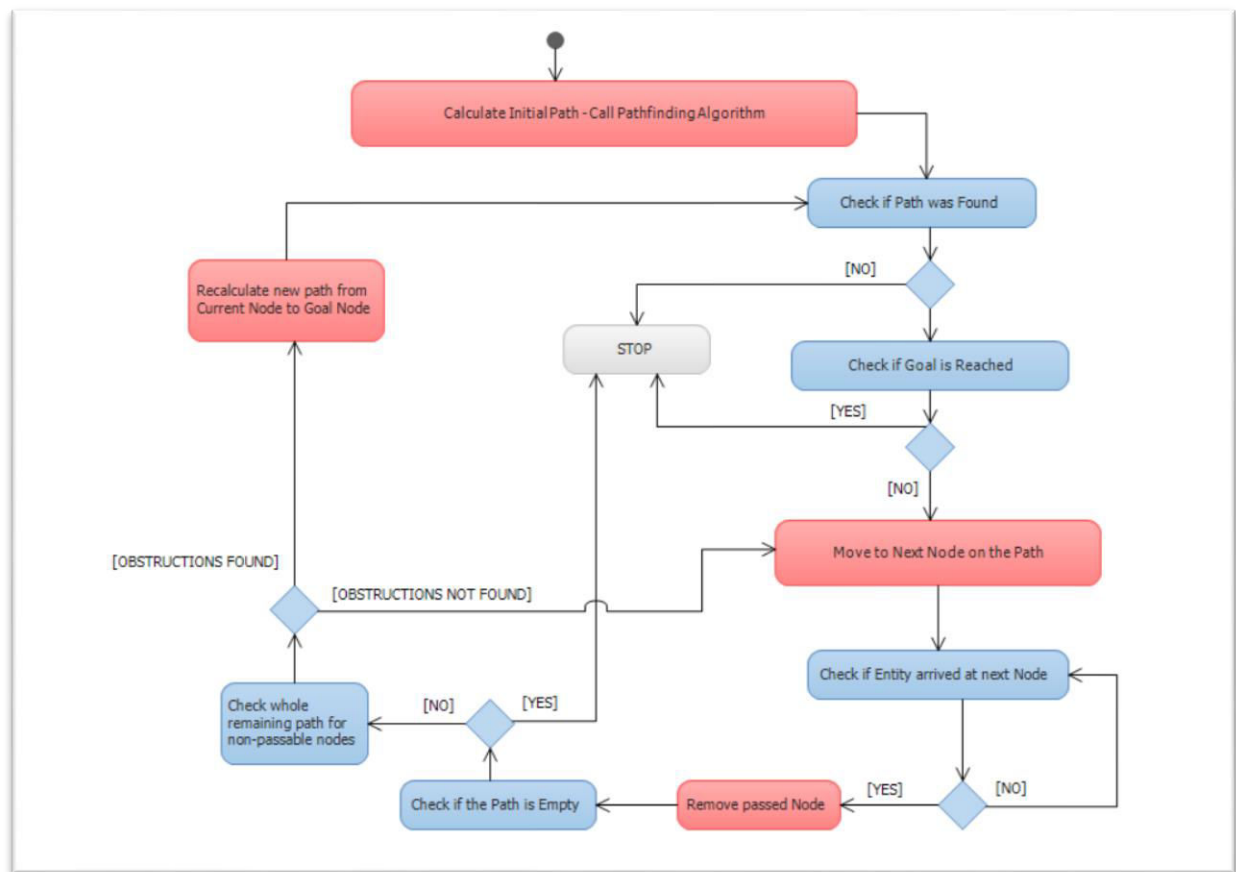 Calculate Initial Path - Call Pathfinding Algorithm
Check if Path was Found
[NO]
Recalculate new path from
Current Node to Goal Node
STOP
Check if Goal is Reached
[YES]
[NO]
Move to Next Node on the Path
[OBSTRUCTIONS FOUND]
[OBSTRUCTIONS NOT FOUND]
Check if Entity arrived at next Node
Check whole
remaining path for
non-passable nodes
[NO]
[YES]
Check if the Path is Empty
Remove passed Node
[YES]
[NO]